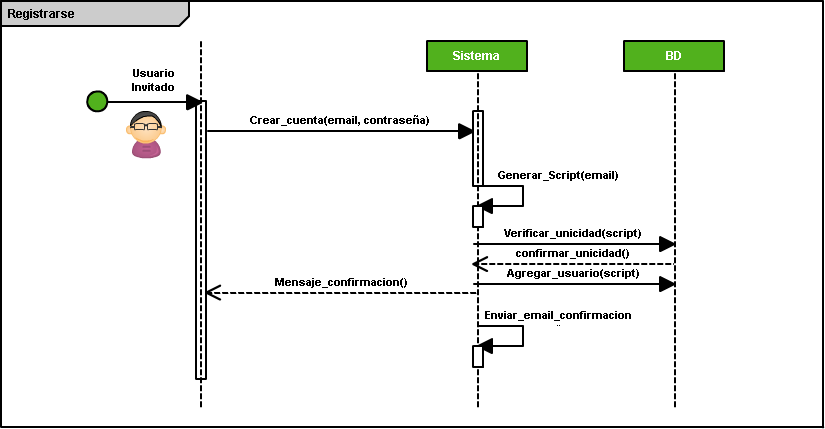 Registrarse
Sistema
BD
Usuario
Invitado
Crear_cuenta(email, contraseña)
Generar_Script(email)
Verificar_unicidad(script)
confirmar_unicidad()
Agregar_usuario(script)
Mensaje_confirmacion()
Enviar_email_confirmacion